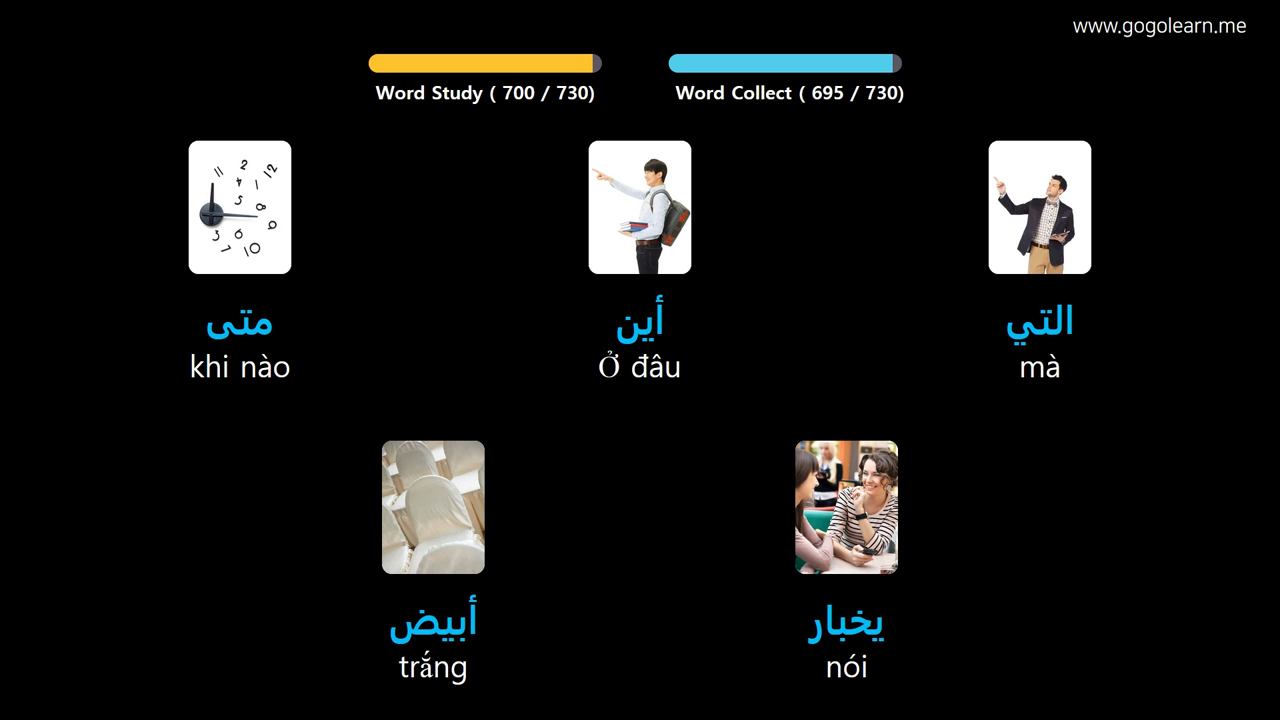 www.gogolearn.me
Word Study ( 700 / 730)
Word Collect ( 695 / 730)
متى
khi nào
أين
Ở đâu
التي
mà
أبيض
trắng
يخبار
nói